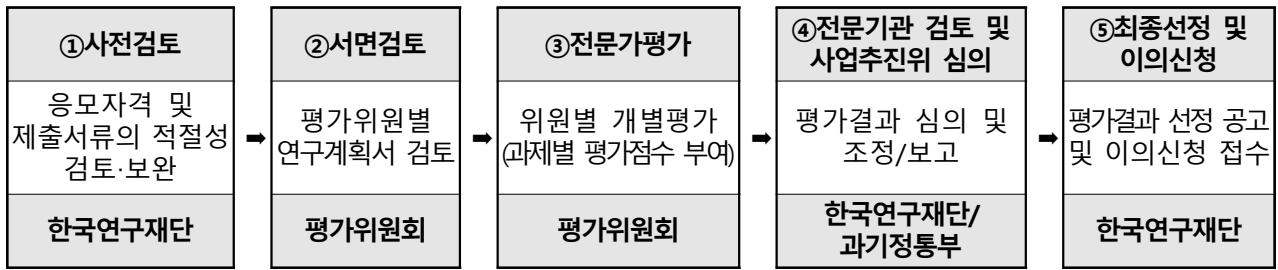 ①사전검토
응모자격 및
제출서류의 적절성
검토·보완
한국연구재단
➡
②서면검토
평가위원별
연구계획서 검토
평가위원회
➡
③전문가평가
위원별 개별평가
(과제별 평가점수 부여)
평가위원회
➡
④전문기관 검토 및
사업추진위 심의
평가결과 심의 및
조정/보고
한국연구재단/
과기정통부
➡
⑤최종선정 및
이의신청
평가결과 선정 공고
및 이의신청 접수
한국연구재단